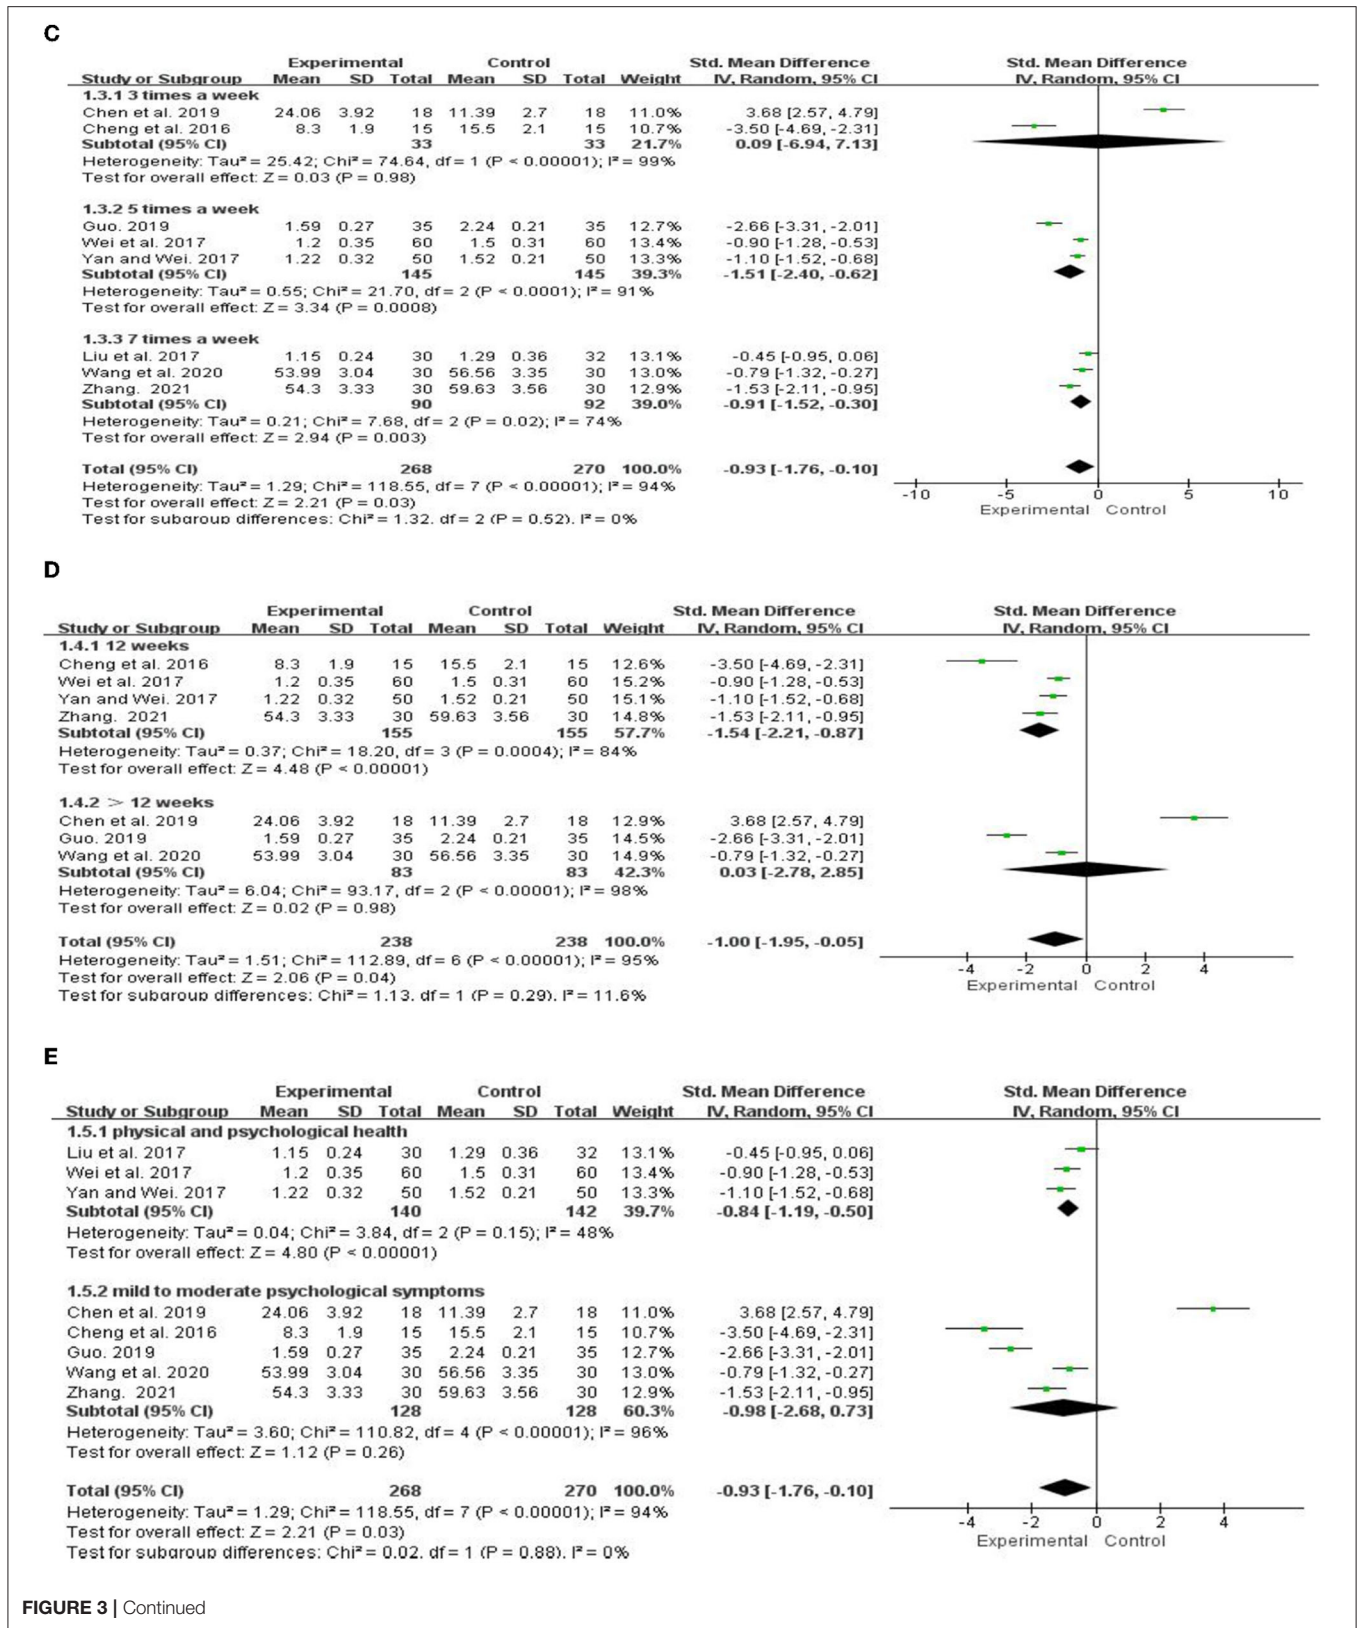 C
Experimental Control Std. Mean Difference Std. Mean Difference
Study or Subgroup Mean SD Total Mean SD Total Weight IV, Random, 95% CI IV, Random, 95% CI
1.3.1 3 times a week
Chen et al. 2019 24.06 3.92 18 11.39 2.7 18 11.0% 3.68 [2.57, 4.79]
Cheng et al. 2016 8.3 1.9 15 15.5 2.1 15 10.7% -3.50 [-4.69, -2.31]
Subtotal (95% CI) 33 33 21.7% 0.09 [-6.94, 7.13]
Heterogeneity: Tau² = 25.42; Chi² = 74.64, df = 1 (P < 0.00001); I² = 99%
Test for overall effect: Z = 0.03 (P = 0.98)
1.3.2 5 times a week
Guo. 2019 1.59 0.27 35 2.24 0.21 35 12.7% -2.66 [-3.31, -2.01]
Wei et al. 2017 1.2 0.35 60 1.5 0.31 60 13.4% -0.90 [-1.28, -0.53]
Yan and Wei. 2017 1.22 0.32 50 1.52 0.21 50 13.3% -1.10 [-1.52, -0.68]
Subtotal (95% CI) 145 145 39.3% -1.51 [-2.40, -0.62]
Heterogeneity: Tau² = 0.55; Chi² = 21.70, df = 2 (P < 0.0001); I² = 91%
Test for overall effect: Z = 3.34 (P = 0.0008)
1.3.3 7 times a week
Liu et al. 2017 1.15 0.24 30 1.29 0.36 32 13.1% -0.45 [-0.95, 0.06]
Wang et al. 2020 53.99 3.04 30 56.56 3.35 30 13.0% -0.79 [-1.32, -0.27]
Zhang. 2021 54.3 3.33 30 59.63 3.56 30 12.9% -1.53 [-2.11, -0.95]
Subtotal (95% CI) 90 92 39.0% -0.91 [-1.52, -0.30]
Heterogeneity: Tau² = 0.21; Chi² = 7.68, df = 2 (P = 0.02); I² = 74%
Test for overall effect: Z = 2.94 (P = 0.003)
Total (95% CI) 268 270 100.0% -0.93 [-1.76, -0.10]
Heterogeneity: Tau² = 1.29; Chi² = 118.55, df = 7 (P < 0.00001); I² = 94%
Test for overall effect: Z = 2.21 (P = 0.03)
Test for subgroup differences: Chi² = 1.32. df = 2 (P = 0.52). I² = 0%
-10 -5 0 5 10
Experimental Control
D
Experimental Control Std. Mean Difference Std. Mean Difference
Study or Subgroup Mean SD Total Mean SD Total Weight IV, Random, 95% CI IV, Random, 95% CI
1.4.1 12 weeks
Cheng et al. 2016 8.3 1.9 15 15.5 2.1 15 12.6% -3.50 [-4.69, -2.31]
Wei et al. 2017 1.2 0.35 60 1.5 0.31 60 15.2% -0.90 [-1.28, -0.53]
Yan and Wei. 2017 1.22 0.32 50 1.52 0.21 50 15.1% -1.10 [-1.52, -0.68]
Zhang. 2021 54.3 3.33 30 59.63 3.56 30 14.8% -1.53 [-2.11, -0.95]
Subtotal (95% CI) 155 155 57.7% -1.54 [-2.21, -0.87]
Heterogeneity: Tau² = 0.37; Chi² = 18.20, df = 3 (P = 0.0004); I² = 84%
Test for overall effect: Z = 4.48 (P < 0.00001)
1.4.2 > 12 weeks
Chen et al. 2019 24.06 3.92 18 11.39 2.7 18 12.9% 3.68 [2.57, 4.79]
Guo. 2019 1.59 0.27 35 2.24 0.21 35 14.5% -2.66 [-3.31, -2.01]
Wang et al. 2020 53.99 3.04 30 56.56 3.35 30 14.9% -0.79 [-1.32, -0.27]
Subtotal (95% CI) 83 83 42.3% 0.03 [-2.78, 2.85]
Heterogeneity: Tau² = 6.04; Chi² = 93.17, df = 2 (P < 0.00001); I² = 98%
Test for overall effect: Z = 0.02 (P = 0.98)
Total (95% CI) 238 238 100.0% -1.00 [-1.95, -0.05]
Heterogeneity: Tau² = 1.51; Chi² = 112.89, df = 6 (P < 0.00001); I² = 95%
Test for overall effect: Z = 2.06 (P = 0.04)
Test for subgroup differences: Chi² = 1.13. df = 1 (P = 0.29). I² = 11.6%
-4 -2 0 2 4
Experimental Control
E
Experimental Control Std. Mean Difference Std. Mean Difference
Study or Subgroup Mean SD Total Mean SD Total Weight IV, Random, 95% CI IV, Random, 95% CI
1.5.1 physical and psychological health
Liu et al. 2017 1.15 0.24 30 1.29 0.36 32 13.1% -0.45 [-0.95, 0.06]
Wei et al. 2017 1.2 0.35 60 1.5 0.31 60 13.4% -0.90 [-1.28, -0.53]
Yan and Wei. 2017 1.22 0.32 50 1.52 0.21 50 13.3% -1.10 [-1.52, -0.68]
Subtotal (95% CI) 140 142 39.7% -0.84 [-1.19, -0.50]
Heterogeneity: Tau² = 0.04; Chi² = 3.84, df = 2 (P = 0.15); I² = 48%
Test for overall effect: Z = 4.80 (P < 0.00001)
1.5.2 mild to moderate psychological symptoms
Chen et al. 2019 24.06 3.92 18 11.39 2.7 18 11.0% 3.68 [2.57, 4.79]
Cheng et al. 2016 8.3 1.9 15 15.5 2.1 15 10.7% -3.50 [-4.69, -2.31]
Guo. 2019 1.59 0.27 35 2.24 0.21 35 12.7% -2.66 [-3.31, -2.01]
Wang et al. 2020 53.99 3.04 30 56.56 3.35 30 13.0% -0.79 [-1.32, -0.27]
Zhang. 2021 54.3 3.33 30 59.63 3.56 30 12.9% -1.53 [-2.11, -0.95]
Subtotal (95% CI) 128 128 60.3% -0.98 [-2.68, 0.73]
Heterogeneity: Tau² = 3.60; Chi² = 110.82, df = 4 (P < 0.00001); I² = 96%
Test for overall effect: Z = 1.12 (P = 0.26)
Total (95% CI) 268 270 100.0% -0.93 [-1.76, -0.10]
Heterogeneity: Tau² = 1.29; Chi² = 118.55, df = 7 (P < 0.00001); I² = 94%
Test for overall effect: Z = 2.21 (P = 0.03)
Test for subgroup differences: Chi² = 0.02. df = 1 (P = 0.88). I² = 0%
-4 -2 0 2 4
Experimental Control
FIGURE 3 | Continued